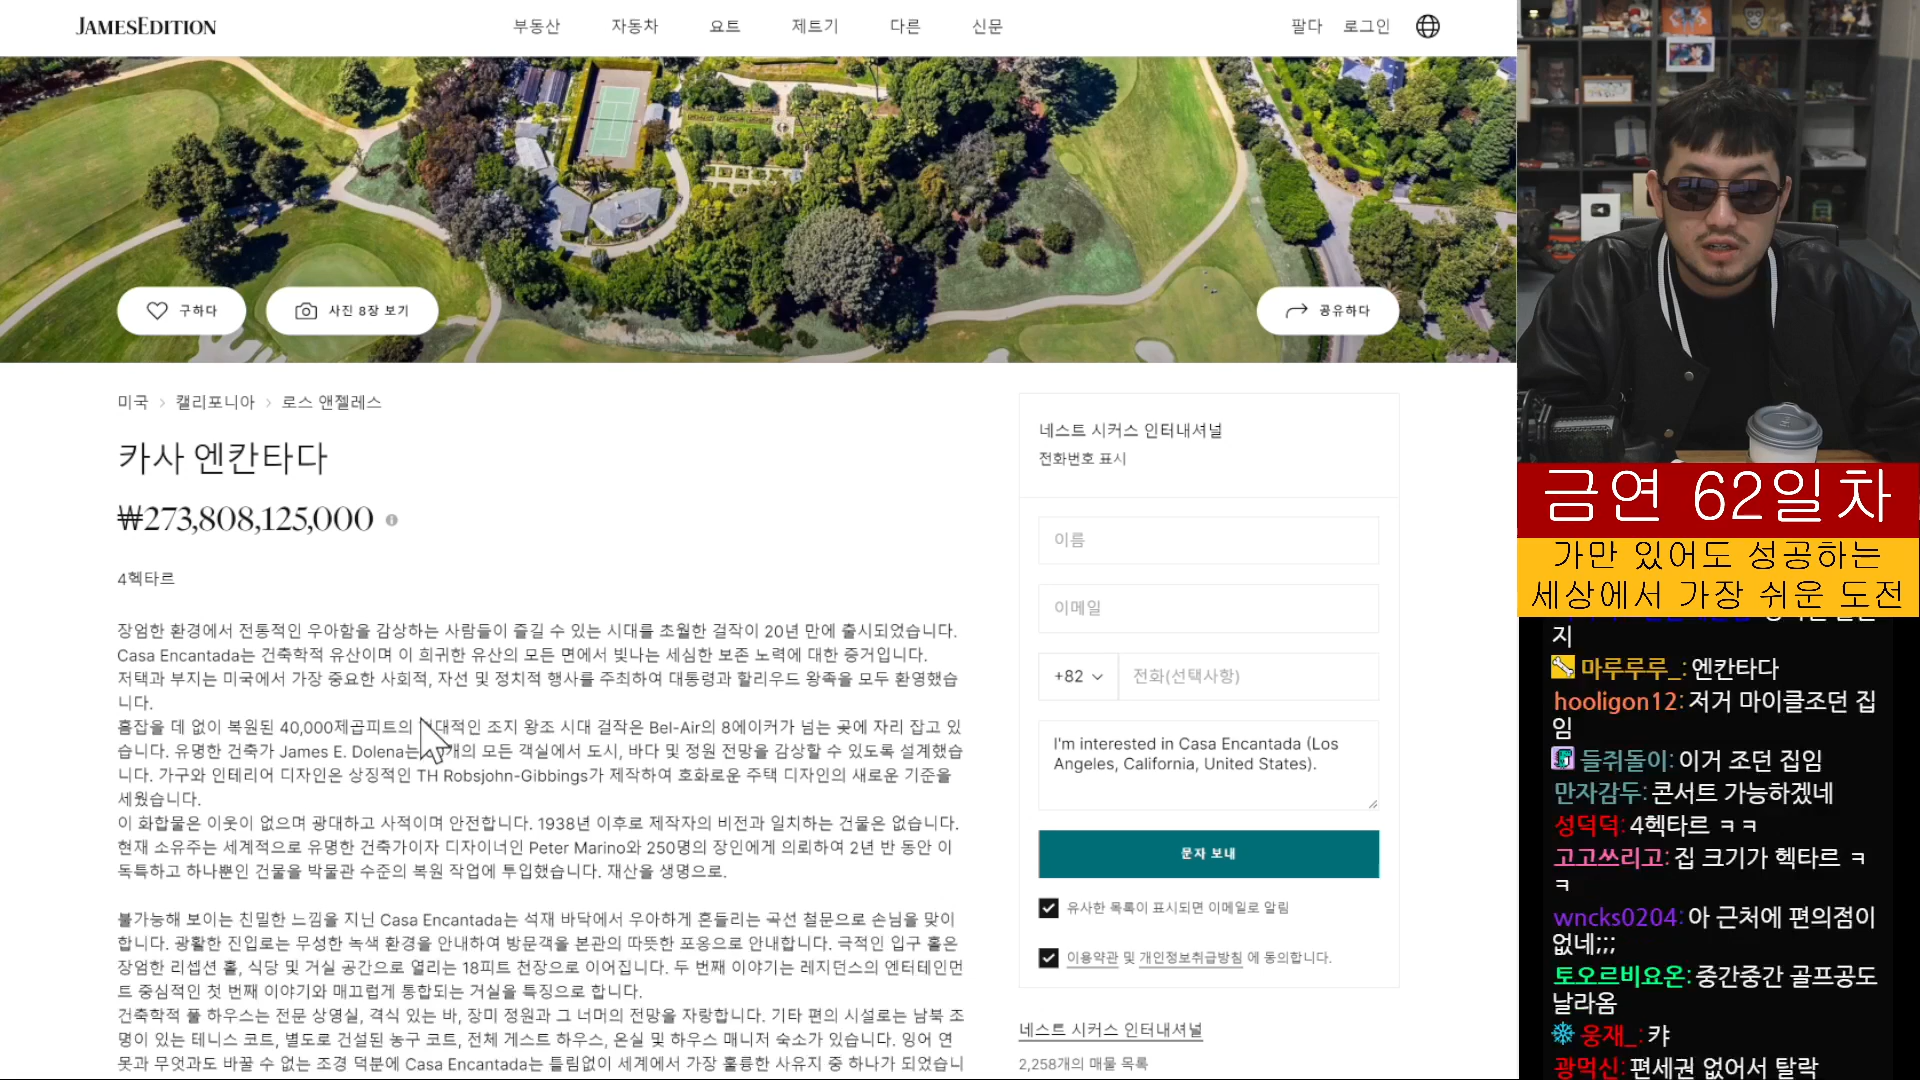 JAMESEDITION
부동산
자동차
요트
제트기
다른
신문
팔다
로그인
구하다
사진 8장 보기
공유하다
미국 > 캘리포니아 > 로스 앤젤레스
카사 엔칸타다
₩273,808,125,000
4헥타르
장엄한 환경에서 전통적인 우아함을 감상하는 사람들이 즐길 수 있는 시대를 초월한 걸작이 20년 만에 출시되었습니다.
Casa Encantada는 건축학적 유산이며 이 희귀한 유산의 모든 면에서 빛나는 세심한 보존 노력에 대한 증거입니다.
저택과 부지는 미국에서 가장 중요한 사회적, 자선 및 정치적 행사를 주최하여 대통령과 할리우드 왕족을 모두 환영했습
니다.
흠잡을 데 없이 복원된 40,000제곱피트의 대적인 조지 왕조 시대 걸작은 Bel-Air의 8에이커가 넘는 곳에 자리 잡고 있
습니다. 유명한 건축가 James E. Dolena는 개의 모든 객실에서 도시, 바다 및 정원 전망을 감상할 수 있도록 설계했습
니다. 가구와 인테리어 디자인은 상징적인 TH Robsjohn-Gibbings가 제작하여 호화로운 주택 디자인의 새로운 기준을
세웠습니다.
이 화합물은 이웃이 없으며 광대하고 사적이며 안전합니다. 1938년 이후로 제작자의 비전과 일치하는 건물은 없습니다.
현재 소유주는 세계적으로 유명한 건축가이자 디자이너인 Peter Marino와 250명의 장인에게 의뢰하여 2년 반 동안 이
독특하고 하나뿐인 건물을 박물관 수준의 복원 작업에 투입했습니다. 재산을 생명으로.
불가능해 보이는 친밀한 느낌을 지닌 Casa Encantada는 석재 바닥에서 우아하게 흔들리는 곡선 철문으로 손님을 맞이
합니다. 광활한 진입로는 무성한 녹색 환경을 안내하여 방문객을 본관의 따뜻한 포옹으로 안내합니다. 극적인 입구 홀은
장엄한 리셉션 홀, 식당 및 거실 공간으로 열리는 18피트 천장으로 이어집니다. 두 번째 이야기는 레지던스의 엔터테인먼
트 중심적인 첫 번째 이야기와 매끄럽게 통합되는 거실을 특징으로 합니다.
건축학적 풀 하우스는 전문 상영실, 격식 있는 바, 장미 정원과 그 너머의 전망을 자랑합니다. 기타 편의 시설로는 남북 조
명이 있는 테니스 코트, 별도로 건설된 농구 코트, 전체 게스트 하우스, 온실 및 하우스 매니저 숙소가 있습니다. 잉어 연
못과 무엇과도 바꿀 수 없는 조경 덕분에 Casa Encantada는 틀림없이 세계에서 가장 훌륭한 사유지 중 하나가 되었습니
네스트 시커스 인터내셔널
전화번호 표시
이름
이메일
+82
전화(선택사항)
I'm interested in Casa Encantada (Los
Angeles, California, United States).
문자 보내
유사한 목록이 표시되면 이메일로 알림
이용약관 및 개인정보취급방침 에 동의합니다.
네스트 시커스 인터내셔널
2,258개의 매물 목록
금연 62일차
가만 있어도 성공하는
세상에서 가장 쉬운 도전
지
마루루루_: 엔칸타다
hooligon12: 저거 마이클조던 집
임
들쥐돌이: 이거 조던 집임
만자감두: 콘서트 가능하겠네
성덕덕: 4헥타르 ㅋㅋ
고고쓰리고: 집 크기가 헥타르 ㅋ
ㅋ
wncks0204: 아 근처에 편의점이
없네;;;
토오르비요온: 중간중간 골프공도
날라옴
웅재_: 캬
광먹신: 편세권 없어서 탈락